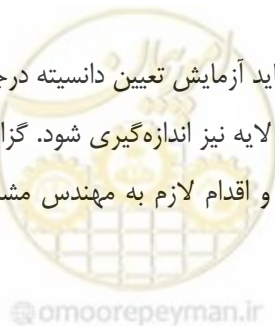 اید آزمایش تعیین دانسیته درج
لایه نیز اندازه‌گیری شود. گزا
و اقدام لازم به مهندس مش
@omoorepeyman.ir